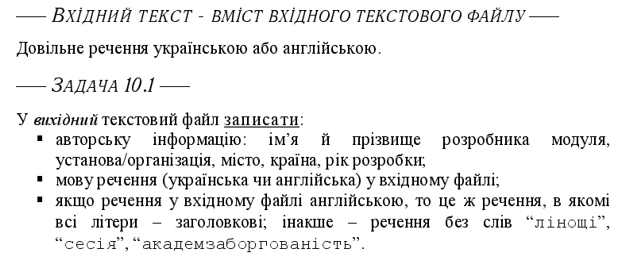 —— ВХІДНИЙ ТЕКСТ - ВМІСТ ВХІДНОГО ТЕКСТОВОГО ФАЙЛУ ——
Довільне речення українською або англійською.
—— ЗАДАЧА 10.1 ——
У вихідний текстовий файл записати:
▪ авторську інформацію: ім’я й прізвище розробника модуля,
установа/організація, місто, країна, рік розробки;
▪ мову речення (українська чи англійська) у вхідному файлі;
▪ якщо речення у вхідному файлі англійською, то це ж речення, в якомі
всі літери – заголовкові; інакше – речення без слів “лінощі”,
“сесія”, “академзаборгованість”.